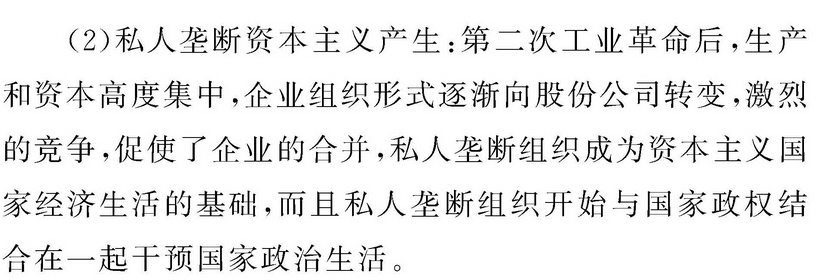 (2)私人垄断资本主义产生:第二次工业革命后,生产
和资本高度集中,企业组织形式逐渐向股份公司转变,激烈
的竞争,促使了企业的合并,私人垄断组织成为资本主义国
家经济生活的基础,而且私人垄断组织开始与国家政权结
合在一起干预国家政治生活。